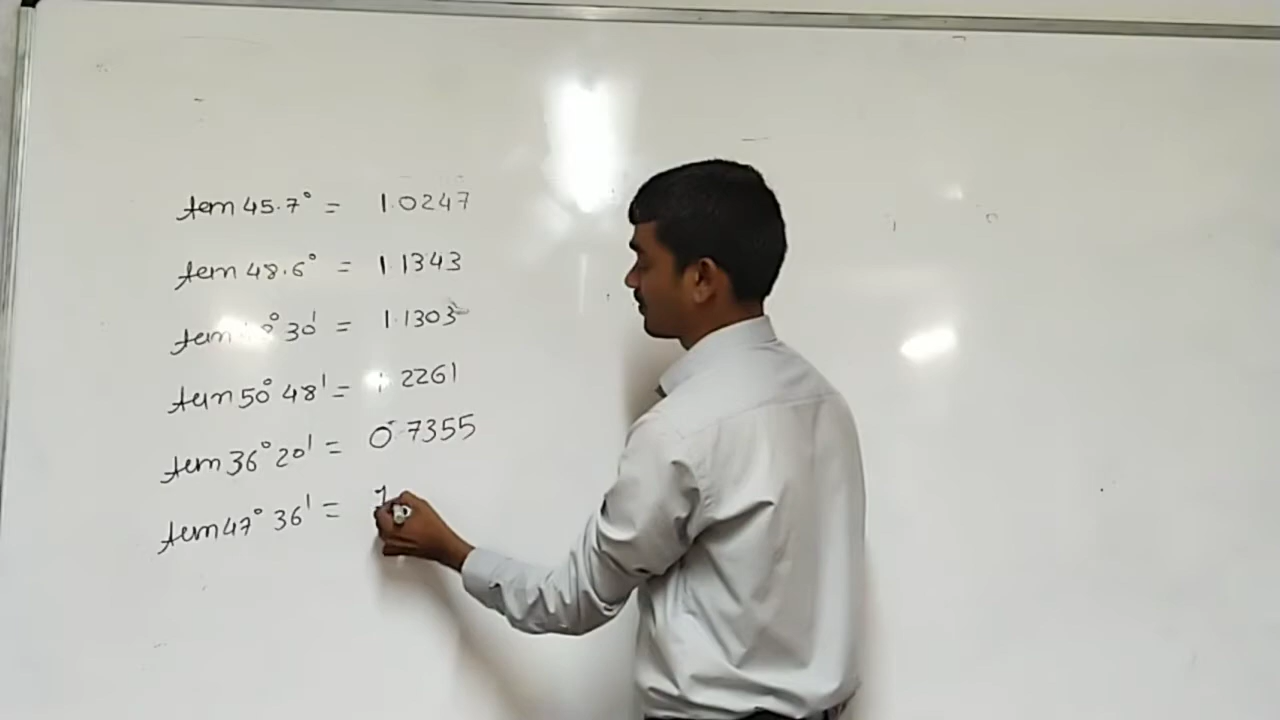 tan 45.7° = 1.0247
tan 48.6° = 1.1343
tan ° 30' = 1.1303
tan 50° 48' = 2261
tan 36° 20' = 0.7355
tan 47° 36' = 1